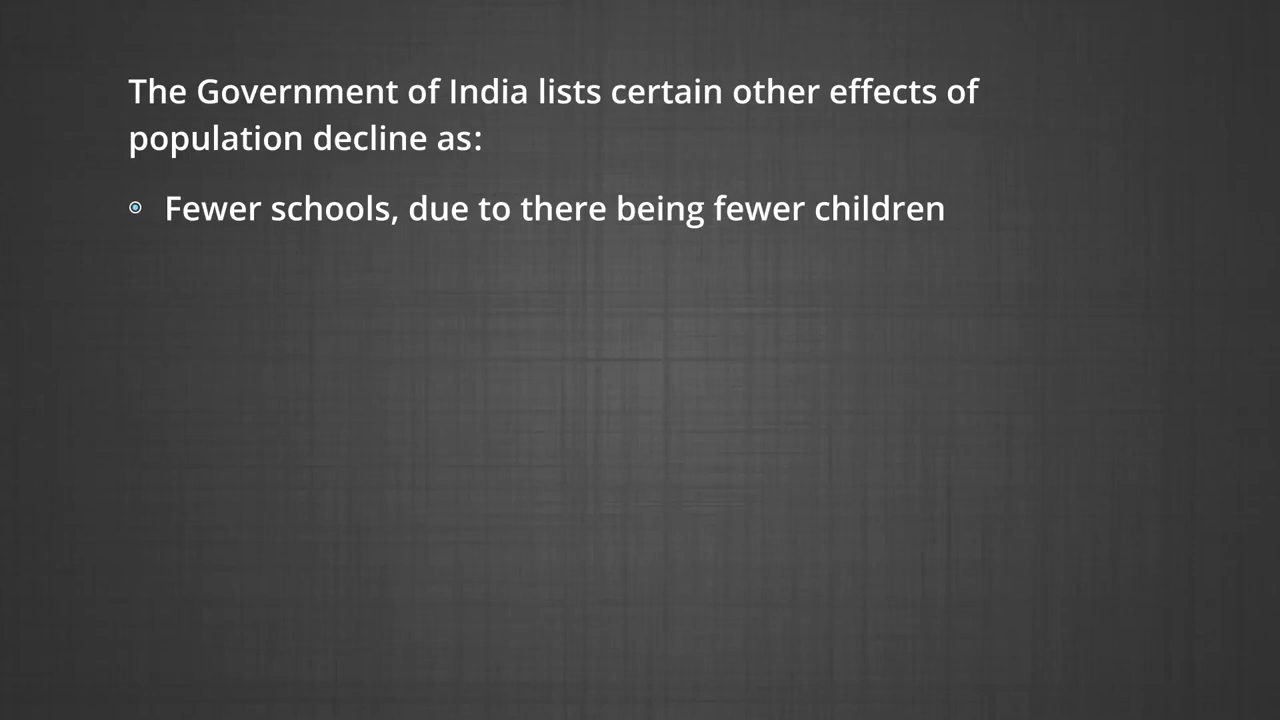 The Government of India lists certain other effects of
population decline as:
Fewer schools, due to there being fewer children